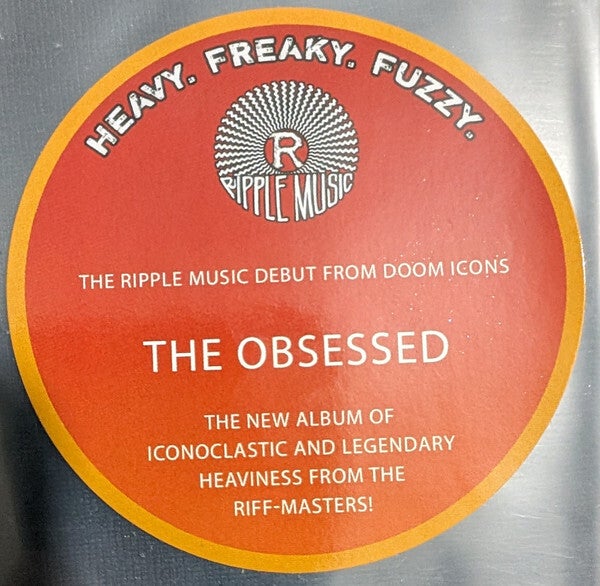 HEAVY. FREAKY. FUZZY.
R
RIPPLE MUSIC
THE RIPPLE MUSIC DEBUT FROM DOOM ICONS
THE OBSESSED
THE NEW ALBUM OF
ICONOCLASTIC AND LEGENDARY
HEAVINESS FROM THE
RIFF-MASTERS!